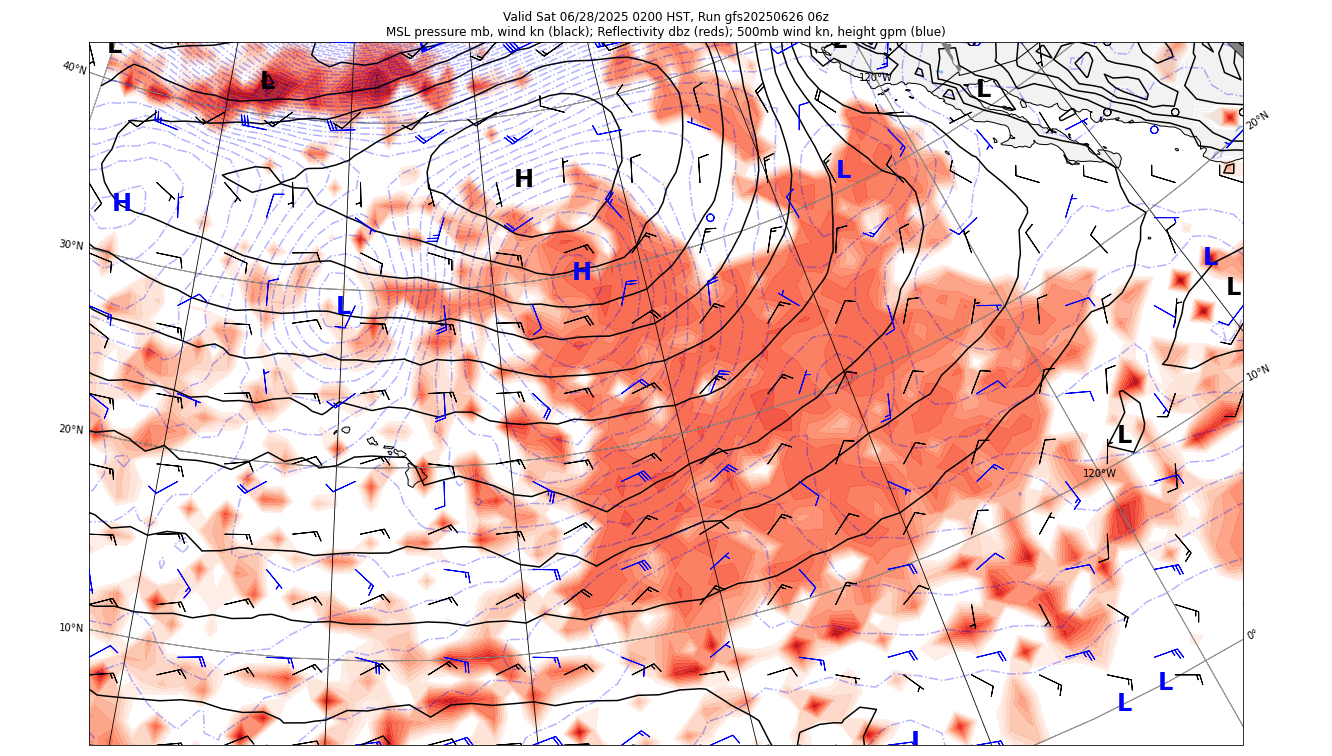 Valid Sat 06/28/2025 0200 HST, Run gfs20250626 06z
MSL pressure mb, wind kn (black); Reflectivity dbz (reds); 500mb wind kn, height gpm (blue)
L
L
40°N
L
120°W
L
20°N
L
H
H
30°N
H
L
L
L
10°N
20°N
L
120°W
10°N
0°
L
L
L